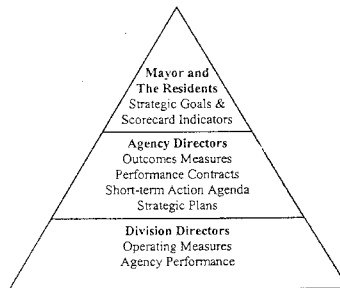 Mayor and
The Residents
Strategic Goals &
Scorecard Indicators
Agency Directors
Outcomes Measures
Performance Contracts
Short-term Action Agenda
Strategic Plans
Division Directors
Operating Measures
Agency Performance